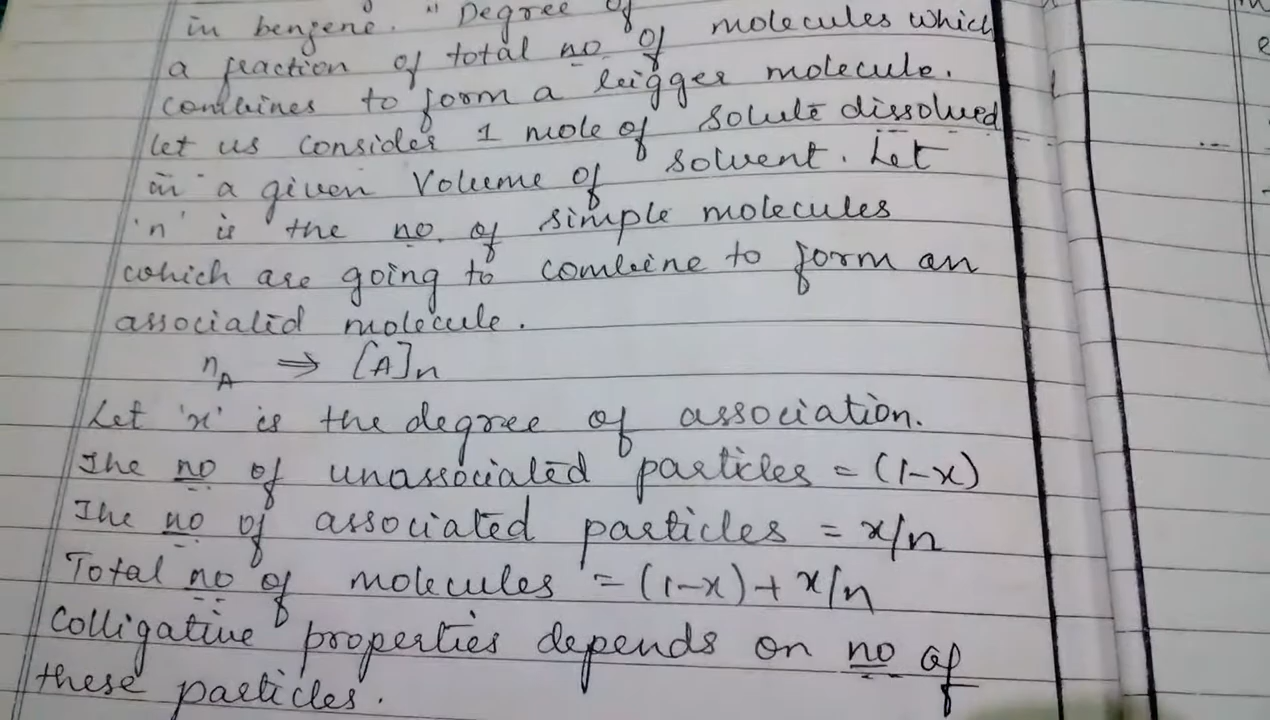 in benzene. "Degree of
a fraction of total no of molecules which
combines to form a bigger molecule.
let us consider 1 mole of solute dissolved
in a given Volume of solvent. Let
'n' is the no. of simple molecules
which are going to combine to form an
associated molecule.
nA ⇒ [A]n
Let 'x' is the degree of association.
The no of unassociated particles = (1-x)
The no of associated particles = x/n
Total no of molecules = (1-x) + x/n
Colligative properties depends on no of
these particles.